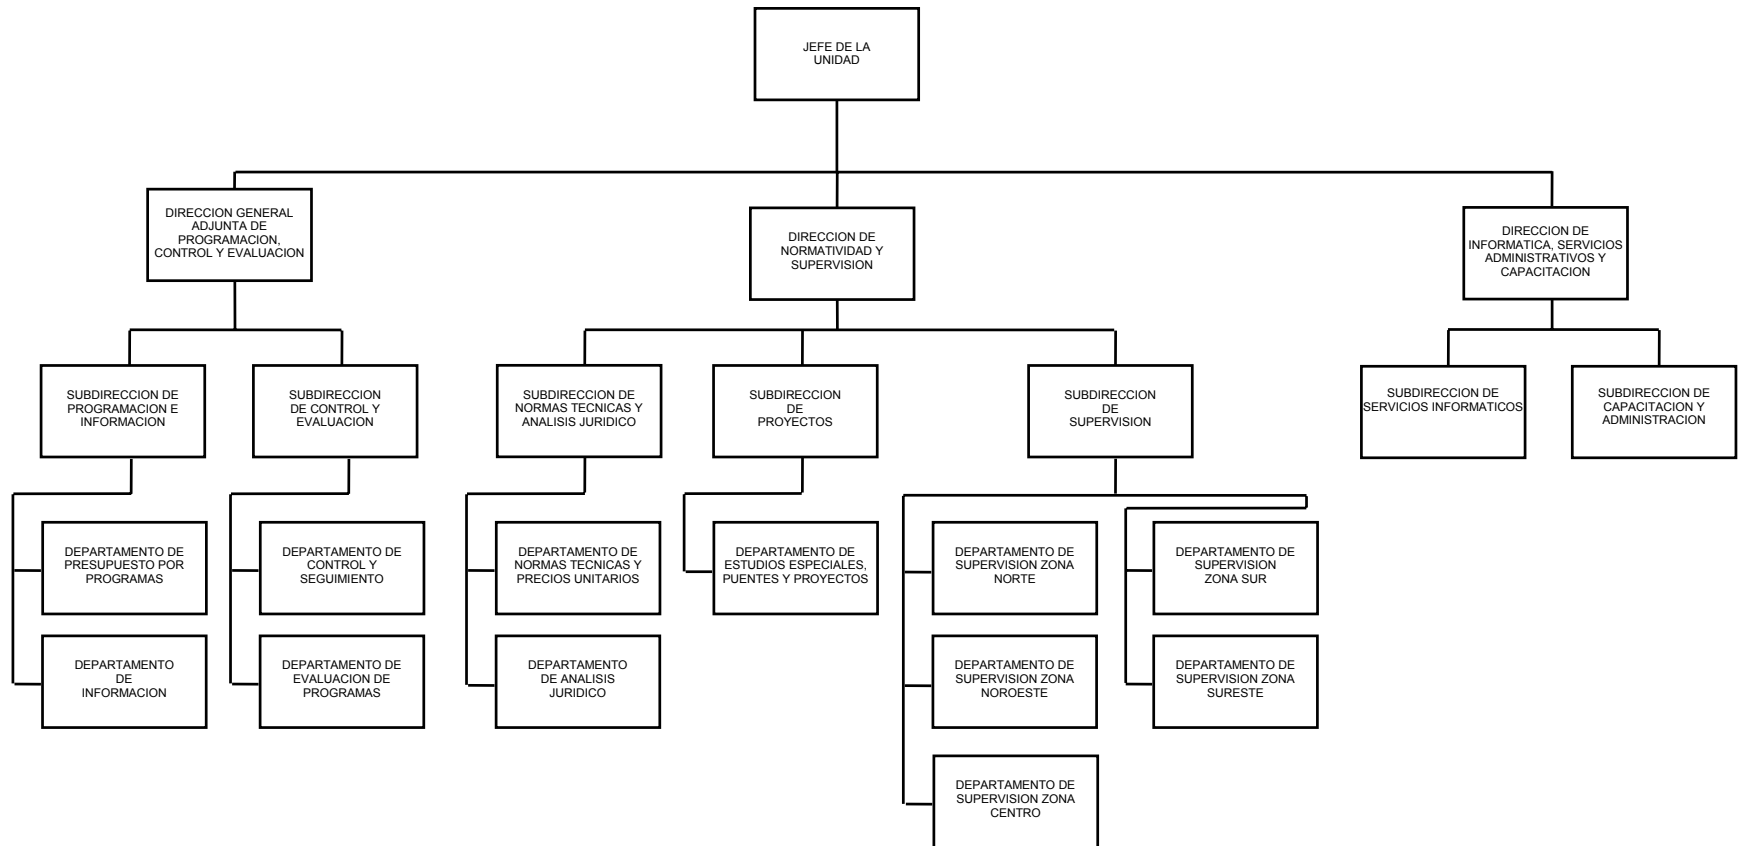 JEFE DE LA
UNIDAD
DIRECCION GENERAL
ADJUNTA DE
PROGRAMACION,
CONTROL Y EVALUACION
DIRECCION DE
NORMATIVIDAD Y
SUPERVISION
DIRECCION DE
INFORMATICA, SERVICIOS
ADMINISTRATIVOS Y
CAPACITACION
SUBDIRECCION DE
PROGRAMACION E
INFORMACION
SUBDIRECCION
DE CONTROL Y
EVALUACION
SUBDIRECCION DE
NORMAS TECNICAS Y
ANALISIS JURIDICO
SUBDIRECCION
DE
PROYECTOS
SUBDIRECCION
DE
SUPERVISION
SUBDIRECCION DE
SERVICIOS INFORMATICOS
SUBDIRECCION DE
CAPACITACION Y
ADMINISTRACION
DEPARTAMENTO DE
PRESUPUESTO POR
PROGRAMAS
DEPARTAMENTO DE
CONTROL Y
SEGUIMIENTO
DEPARTAMENTO DE
NORMAS TECNICAS Y
PRECIOS UNITARIOS
DEPARTAMENTO DE
ESTUDIOS ESPECIALES,
PUENTES Y PROYECTOS
DEPARTAMENTO DE
SUPERVISION ZONA
NORTE
DEPARTAMENTO DE
SUPERVISION
ZONA SUR
DEPARTAMENTO
DE
INFORMACION
DEPARTAMENTO DE
EVALUACION DE
PROGRAMAS
DEPARTAMENTO
DE ANALISIS
JURIDICO
DEPARTAMENTO DE
SUPERVISION ZONA
NOROESTE
DEPARTAMENTO DE
SUPERVISION ZONA
SURESTE
DEPARTAMENTO DE
SUPERVISION ZONA
CENTRO